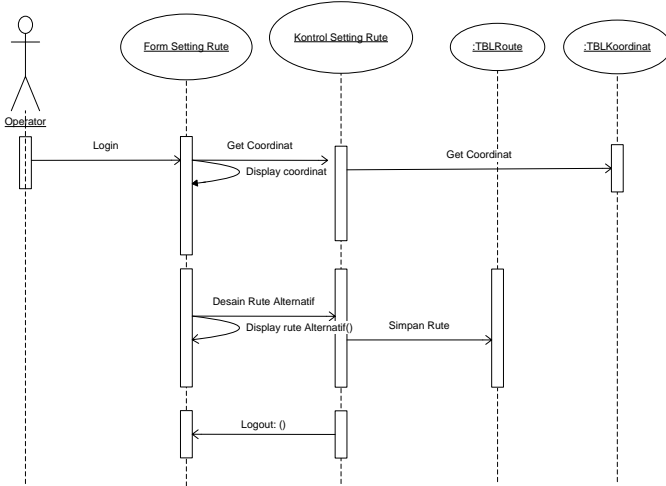 Form Setting Rute
Kontrol Setting Rute
:TBLRoute
:TBLKoordinat
Operator
Login
Get Coordinat
Display coordinat
Get Coordinat
Desain Rute Alternatif
Display rute Alternatif()
Simpan Rute
Logout: ()